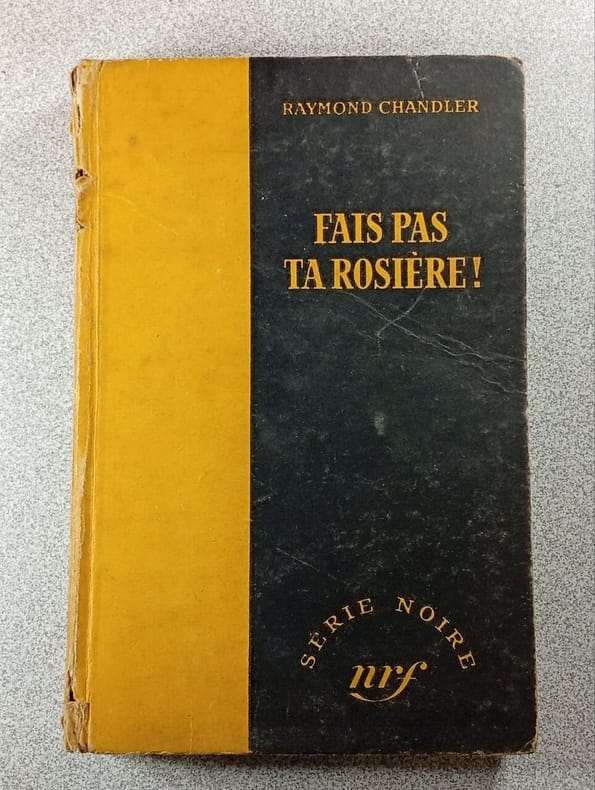 RAYMOND CHANDLER
FAIS PAS
TA ROSIÈRE!
SÉRIE NOIRE
nrf